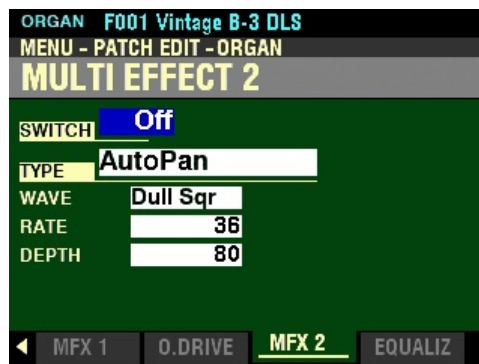 ORGAN F001 Vintage B-3 DLS
MENU - PATCH EDIT - ORGAN
MULTI EFFECT 2
SWITCH Off
TYPE AutoPan
WAVE Dull Sqr
RATE 36
DEPTH 80
MFX 1 O.DRIVE MFX 2 EQUALIZ